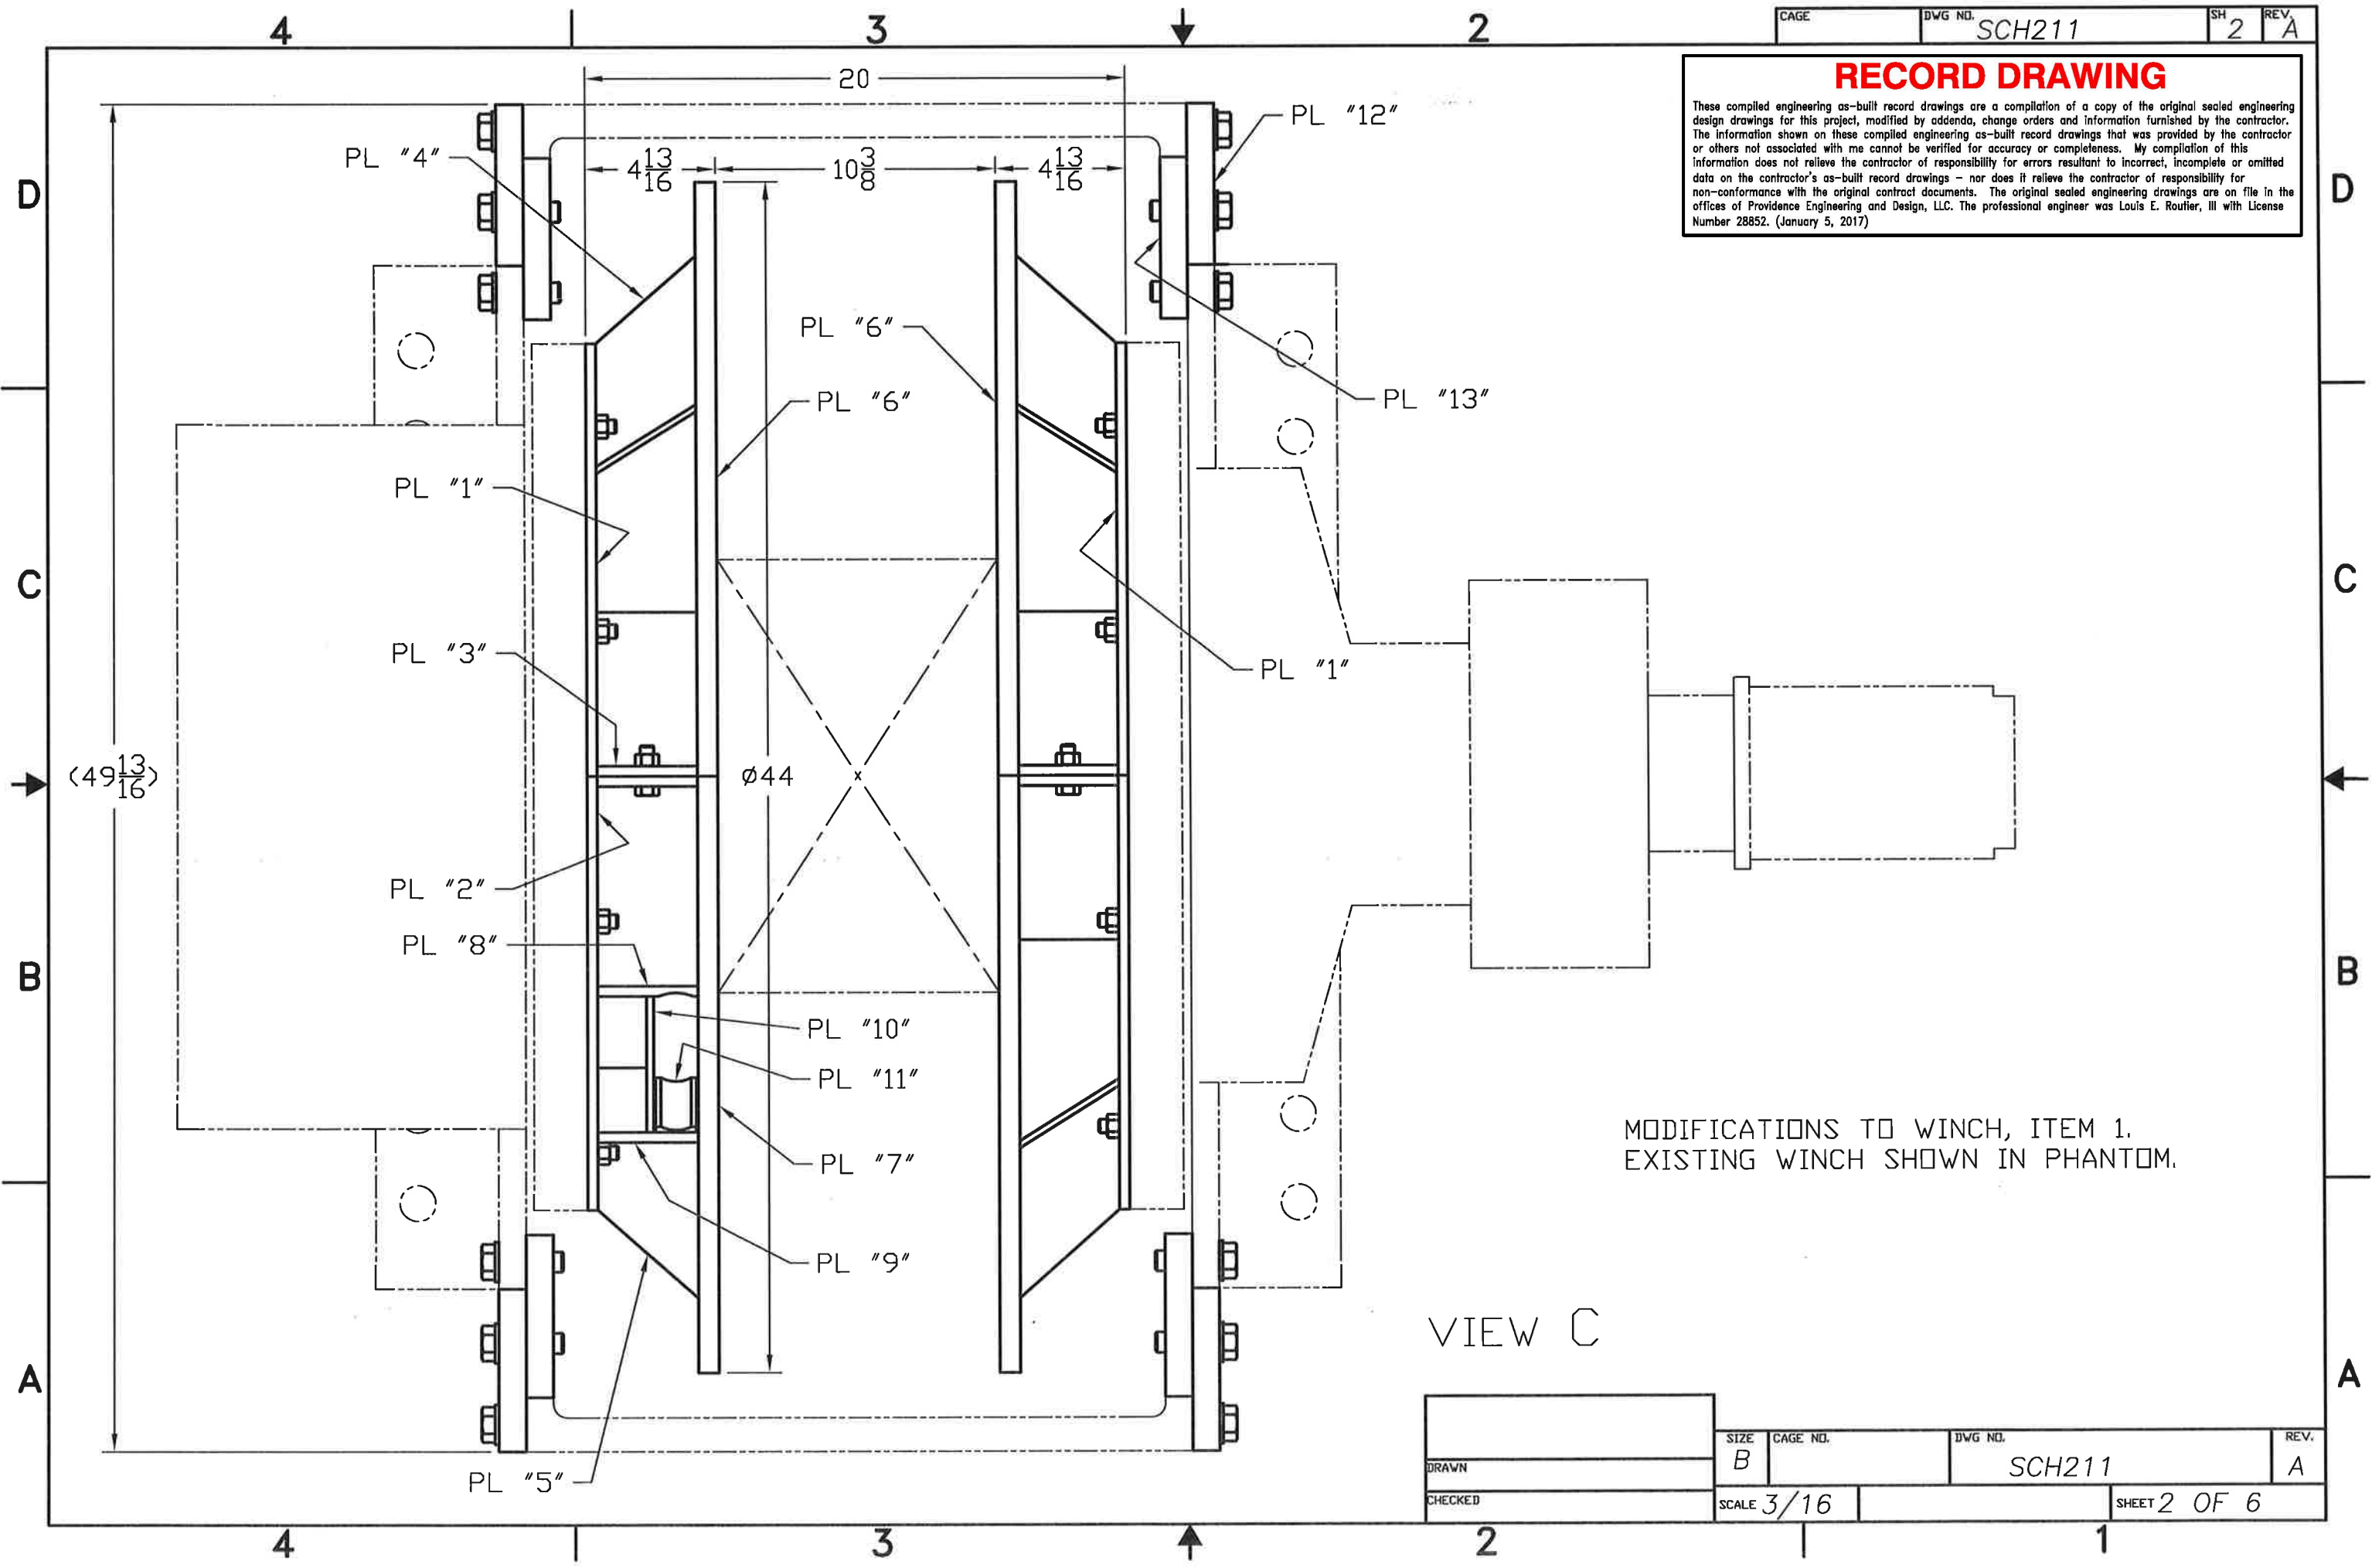 4
3
2
CAGE
DWG NO. SCH211
SH 2
REV. A
RECORD DRAWING
These compiled engineering as-built record drawings are a compilation of a copy of the original sealed engineering
design drawings for this project, modified by addenda, change orders and information furnished by the contractor.
The information shown on these compiled engineering as-built record drawings that was provided by the contractor
or others not associated with me cannot be verified for accuracy or completeness. My compilation of this
information does not relieve the contractor of responsibility for errors resultant to incorrect, incomplete or omitted
data on the contractor's as-built record drawings – nor does it relieve the contractor of responsibility for
non-conformance with the original contract documents. The original sealed engineering drawings are on file in the
offices of Providence Engineering and Design, LLC. The professional engineer was Louis E. Routier, III with License
Number 28852. (January 5, 2017)
20
PL "12"
PL "4"
4 13/16
10 3/8
4 13/16
D
D
PL "6"
PL "6"
PL "13"
PL "1"
C
C
PL "3"
PL "1"
(49 13/16)
Ø44
PL "2"
PL "8"
B
B
PL "10"
PL "11"
MODIFICATIONS TO WINCH, ITEM 1.
EXISTING WINCH SHOWN IN PHANTOM.
PL "7"
PL "9"
VIEW C
A
A
PL "5"
DRAWN
CHECKED
SIZE B
CAGE NO.
DWG NO. SCH211
REV. A
SCALE 3/16
SHEET 2 OF 6
4
3
2
1